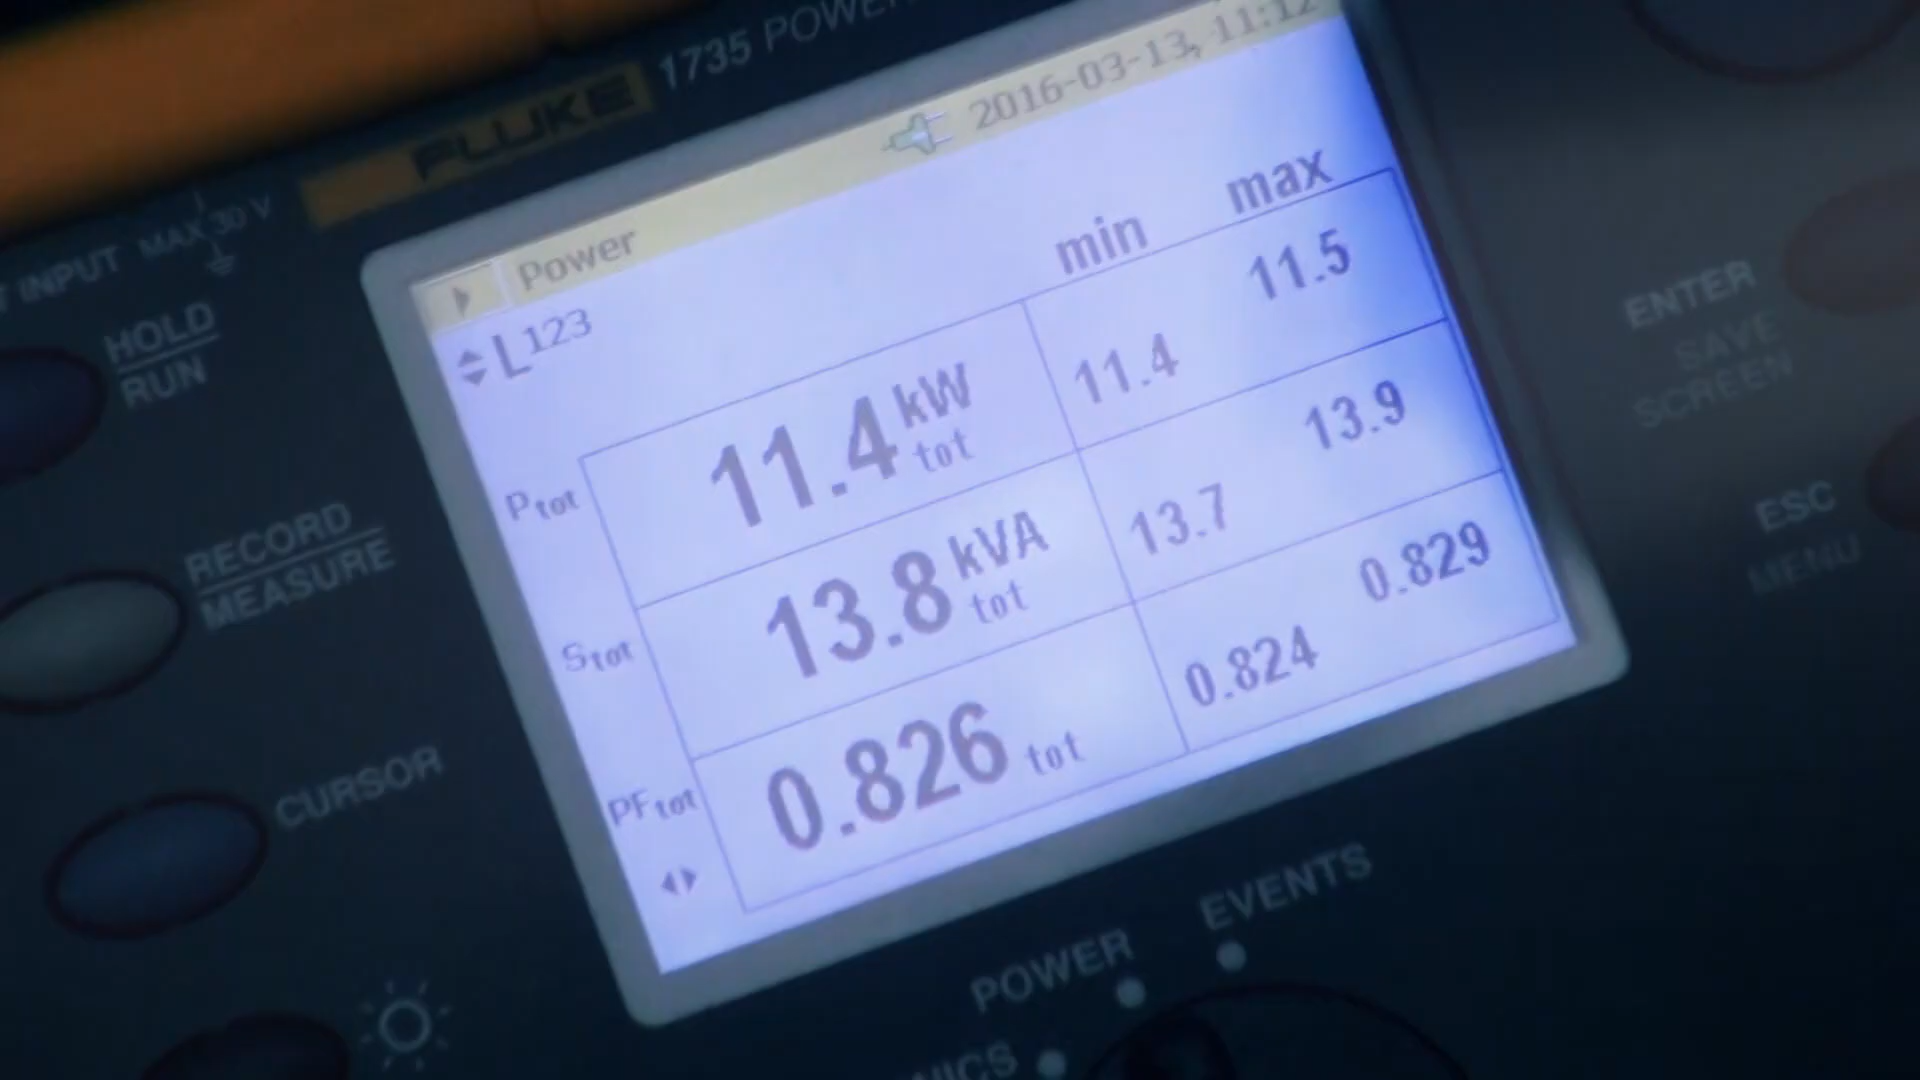 FLUKE 1735 POWER
2016-03-13, 11:12
Power
L123
min max
Ptot 11.4 kW tot 11.4 11.5
Stot 13.8 kVA tot 13.7 13.9
PFtot 0.826 tot 0.824 0.829
INPUT MAX 30 V
HOLD
RUN
RECORD
MEASURE
CURSOR
ENTER
SAVE
SCREEN
ESC
MENU
POWER
EVENTS